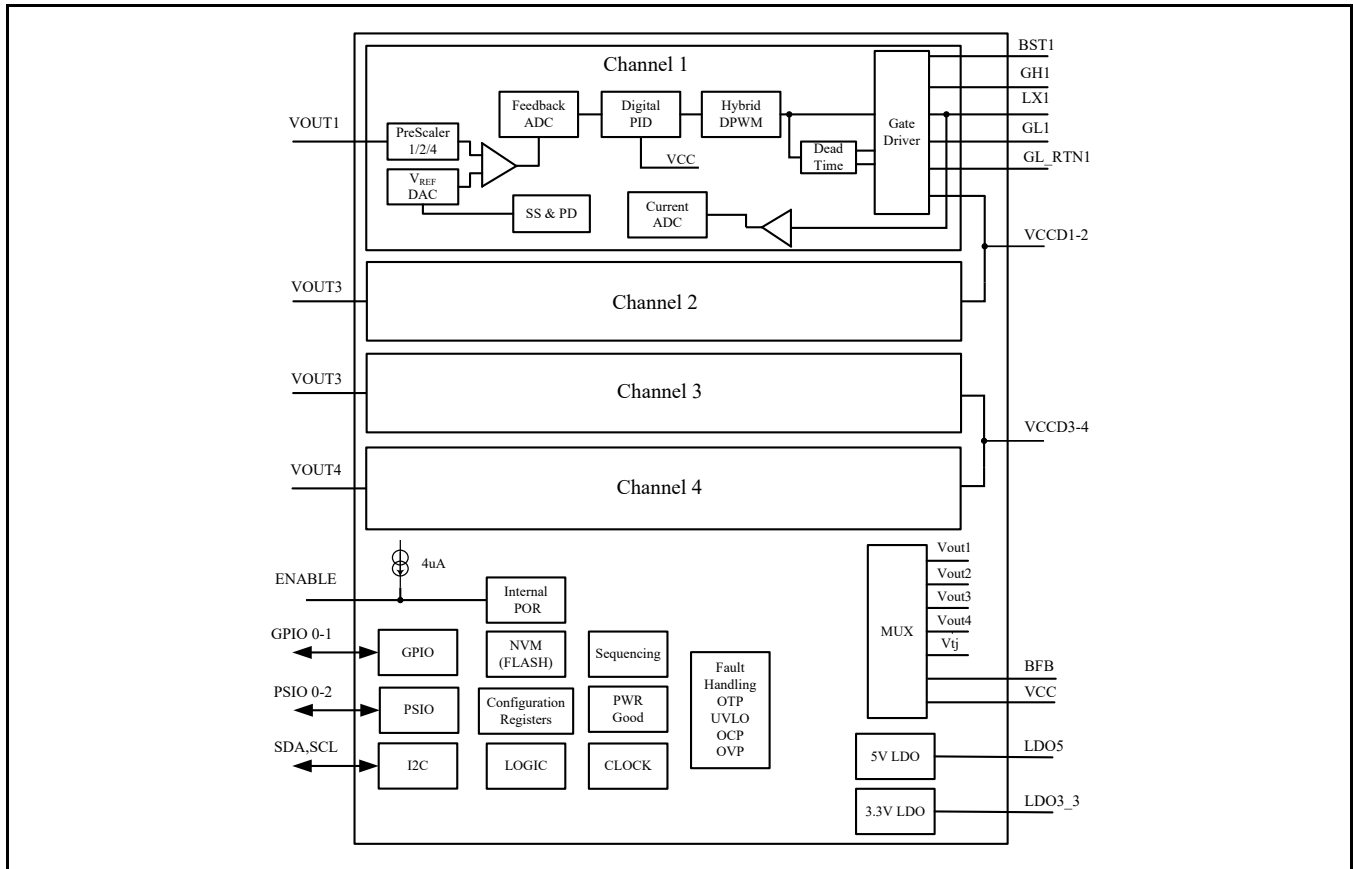 Channel 1
BST1
GH1
LX1
GL1
GL_RTN1
VOUT1
PreScaler
1/2/4
VREF
DAC
Feedback
ADC
Digital
PID
VCC
Hybrid
DPWM
Dead
Time
Gate
Driver
SS & PD
Current
ADC
VCCD1-2
VOUT3
Channel 2
VOUT3
Channel 3
VCCD3-4
VOUT4
Channel 4
4uA
ENABLE
Internal
POR
GPIO 0-1
GPIO
NVM
(FLASH)
Sequencing
PSIO 0-2
PSIO
Configuration
Registers
PWR
Good
SDA,SCL
I2C
LOGIC
CLOCK
Fault
Handling
OTP
UVLO
OCP
OVP
MUX
Vout1
Vout2
Vout3
Vout4
Vtj
BFB
VCC
5V LDO
LDO5
3.3V LDO
LDO3_3